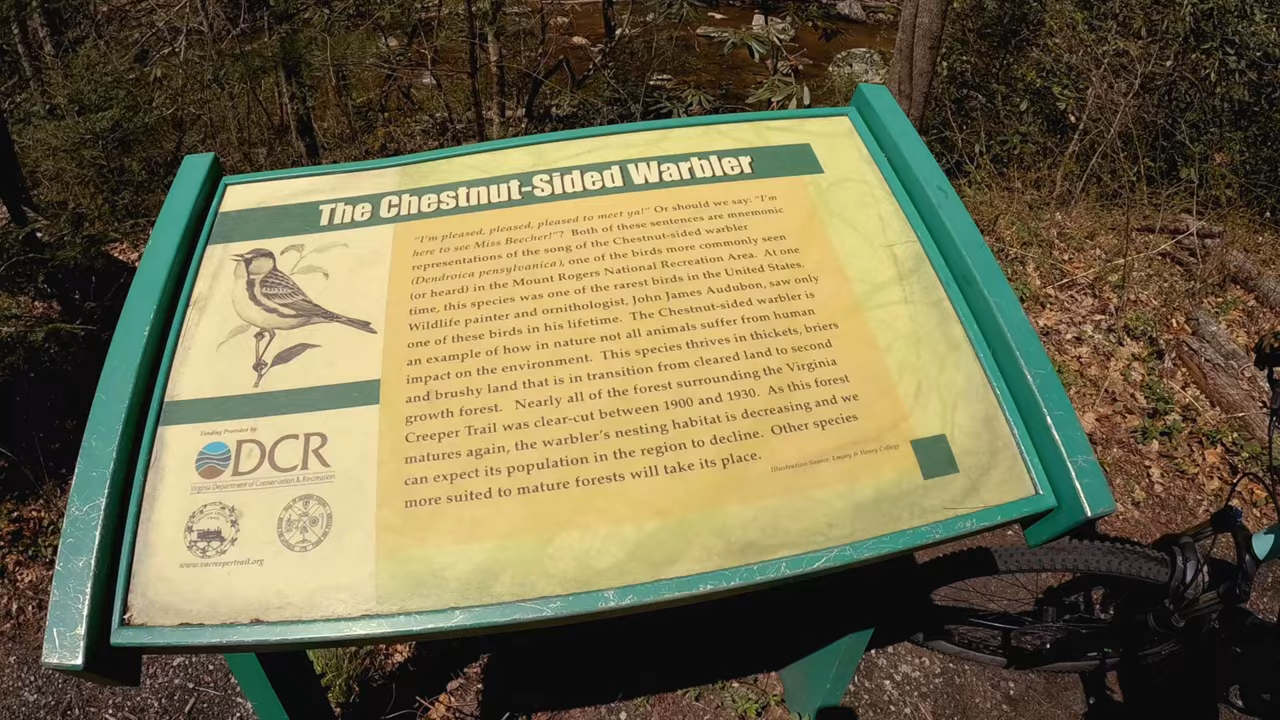 The Chestnut-Sided Warbler
"I'm pleased, pleased, pleased to meet ya!" Or should we say: "I'm
here to see Miss Beecher!"? Both of these sentences are mnemonic
representations of the song of the Chestnut-sided warbler
(Dendroica pensylvanica), one of the birds more commonly seen
(or heard) in the Mount Rogers National Recreation Area. At one
time, this species was one of the rarest birds in the United States.
Wildlife painter and ornithologist, John James Audubon, saw only
one of these birds in his lifetime. The Chestnut-sided warbler is
an example of how in nature not all animals suffer from human
impact on the environment. This species thrives in thickets, briers
and brushy land that is in transition from cleared land to second
growth forest. Nearly all of the forest surrounding the Virginia
Creeper Trail was clear-cut between 1900 and 1930. As this forest
matures again, the warbler's nesting habitat is decreasing and we
can expect its population in the region to decline. Other species
more suited to mature forests will take its place.
Illustration Source: Emory & Henry College
Funding Provided by:
DCR
Virginia Department of Conservation & Recreation
www.vacreepertrail.org